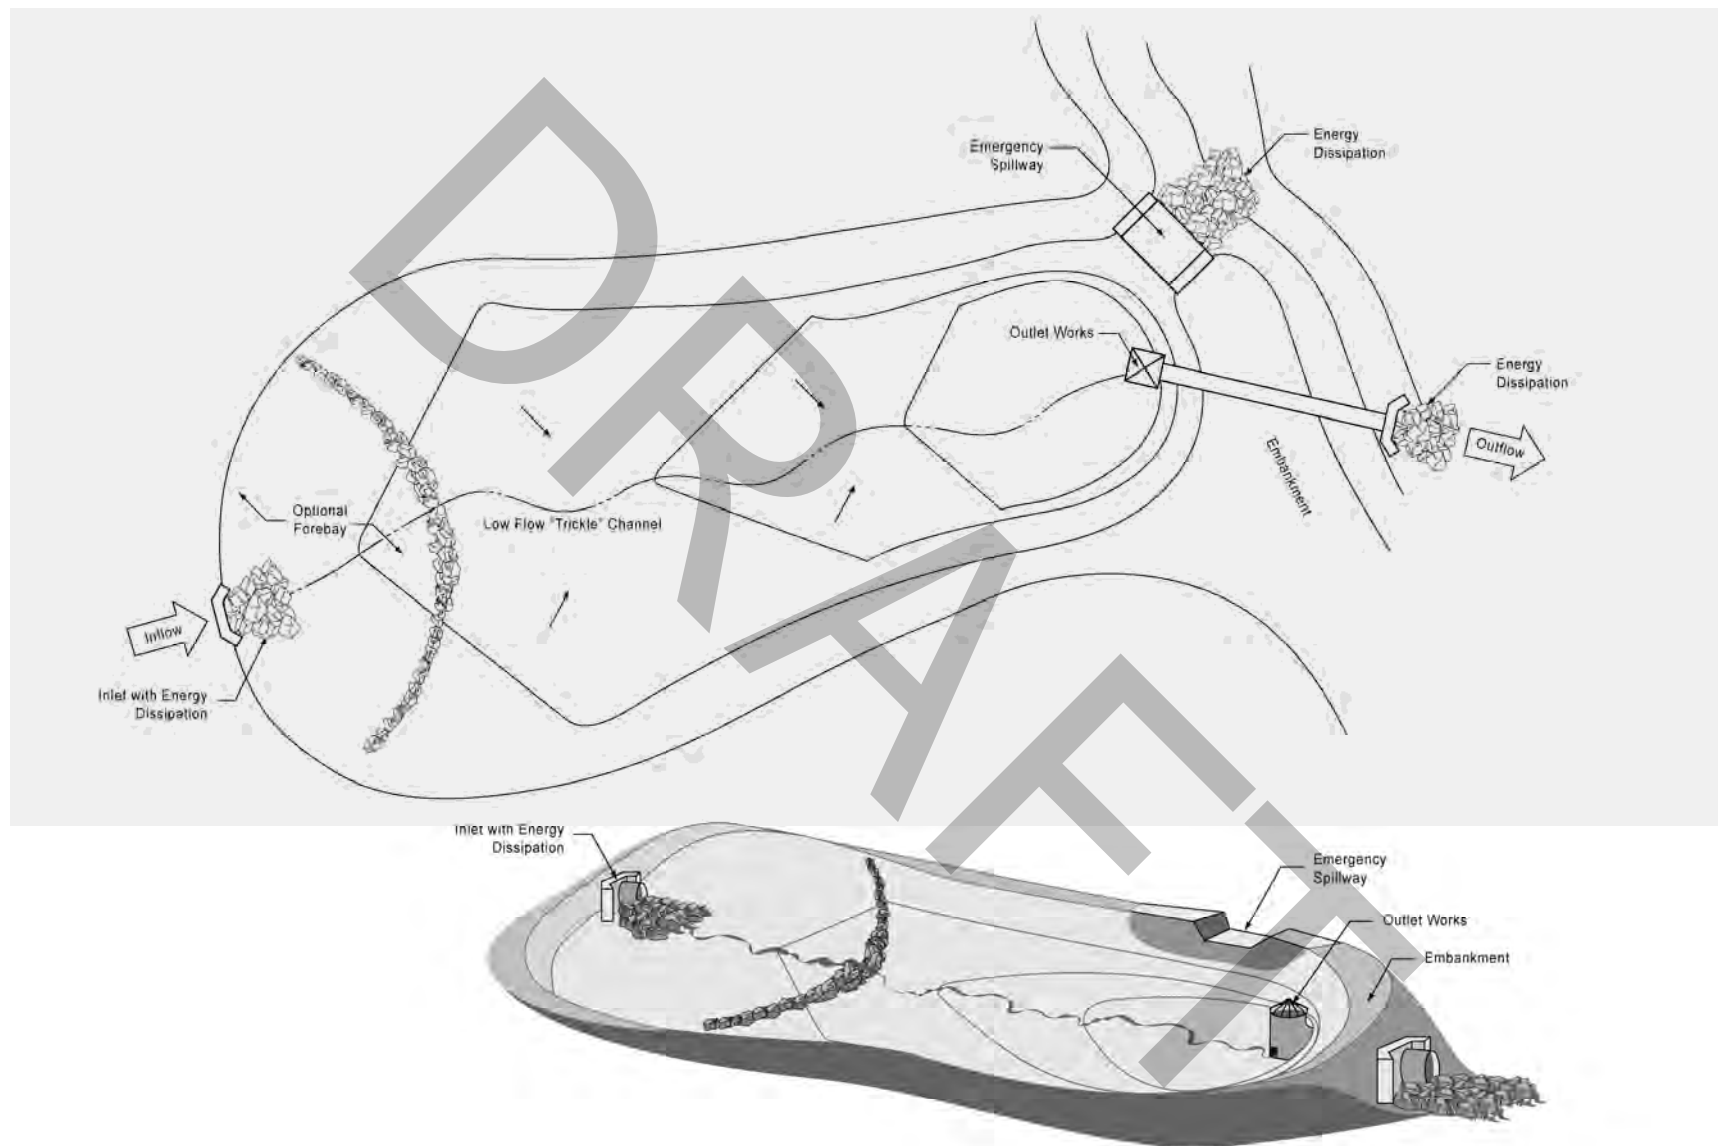 Energy
Dissipation
Emergency
Spillway
Outlet Works
Energy
Dissipation
Outflow
Embankment
Optional
Forebay
Low Flow "Trickle" Channel
Inflow
Inlet with Energy
Dissipation
DRAFT
Inlet with Energy
Dissipation
Emergency
Spillway
Outlet Works
Embankment